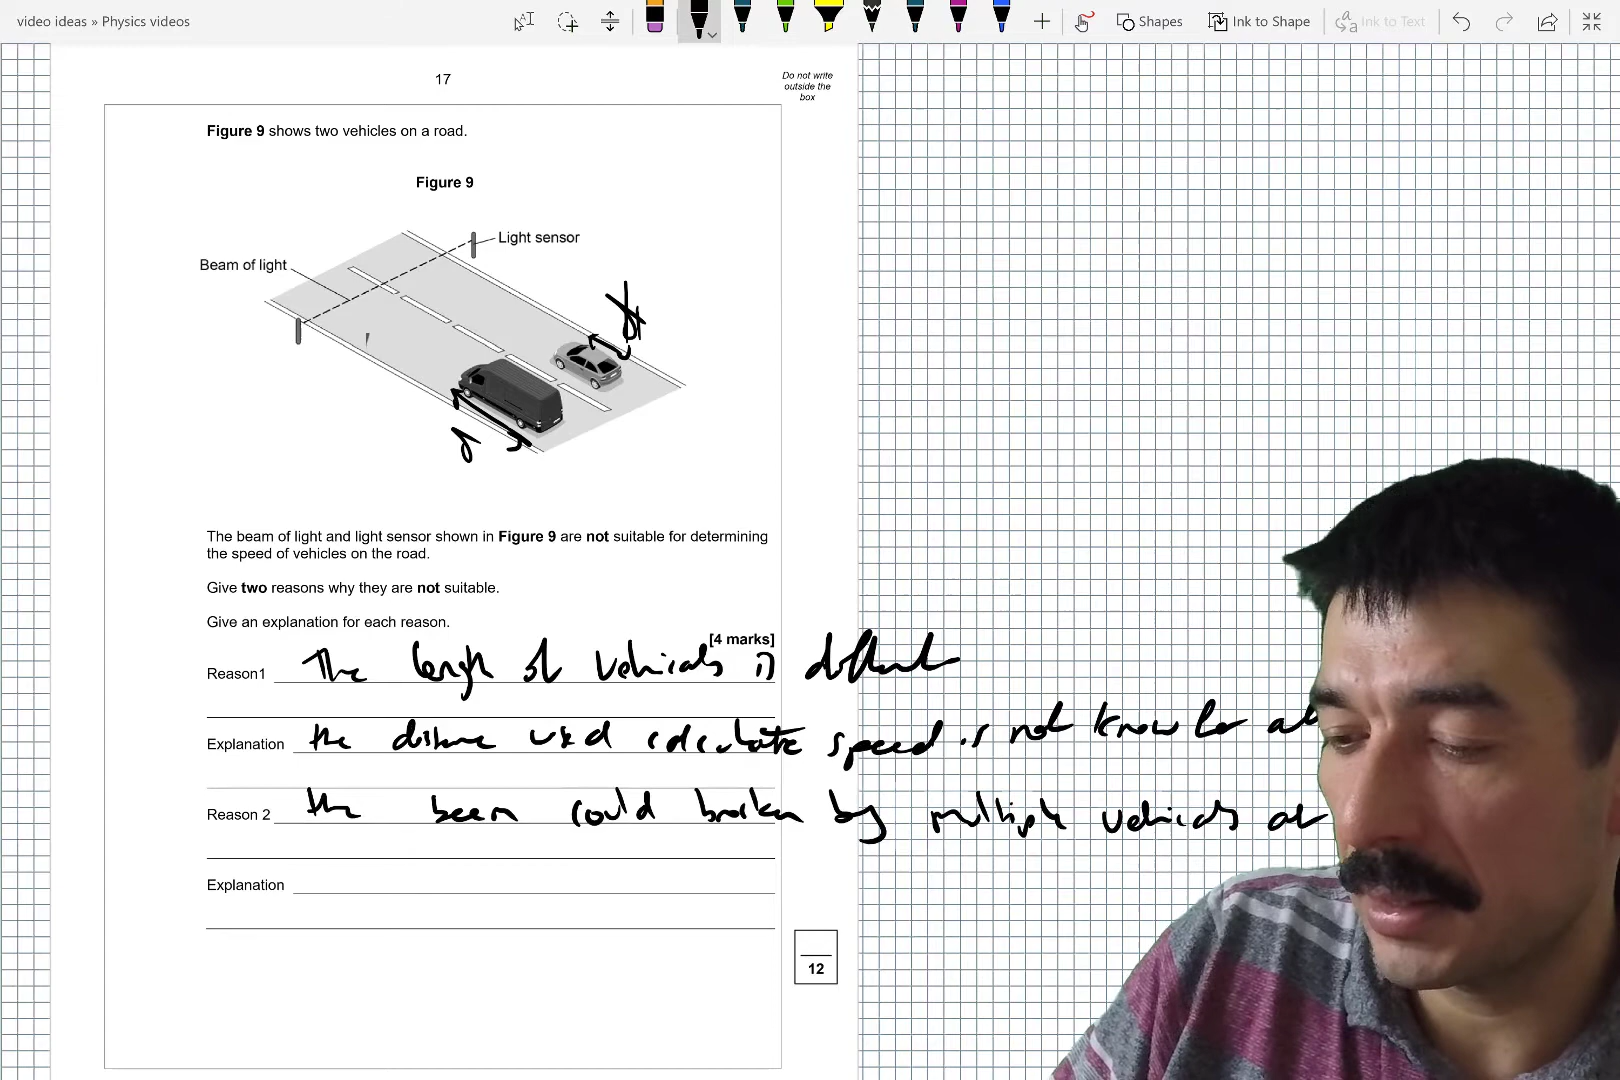 video ideas » Physics videos
Shapes
Ink to Shape
Ink to Text
17
Do not write
outside the
box
Figure 9 shows two vehicles on a road.
Figure 9
Light sensor
Beam of light
The beam of light and light sensor shown in Figure 9 are not suitable for determining
the speed of vehicles on the road.
Give two reasons why they are not suitable.
Give an explanation for each reason.
[4 marks]
Reason1 The length of vehicals is different
Explanation the distance used calculate speed is not know for all
Reason 2 the beem could broken by multiple vehicals at
Explanation
12